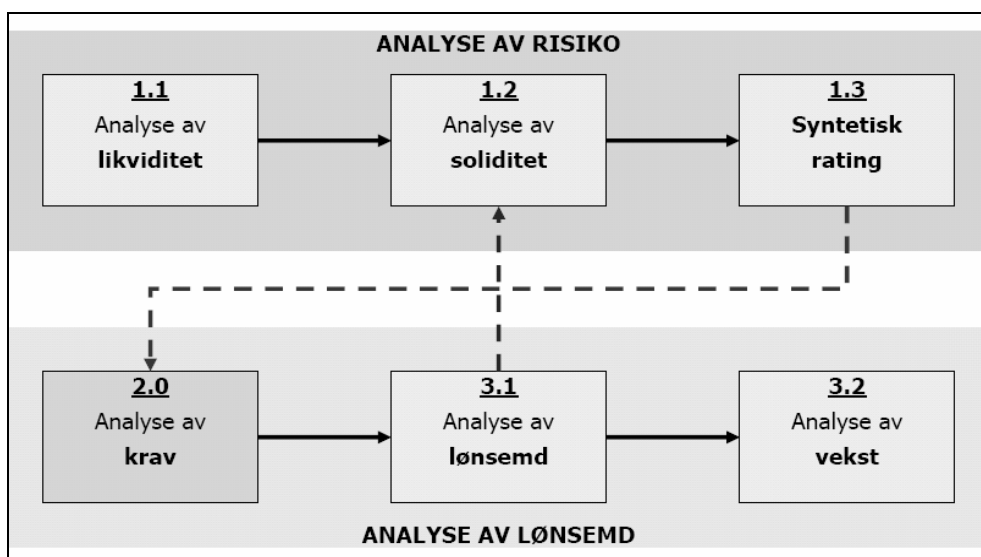 ANALYSE AV RISIKO
1.1
Analyse av
likviditet
1.2
Analyse av
soliditet
1.3
Syntetisk
rating
2.0
Analyse av
krav
3.1
Analyse av
lønsemd
3.2
Analyse av
vekst
ANALYSE AV LØNSEMD